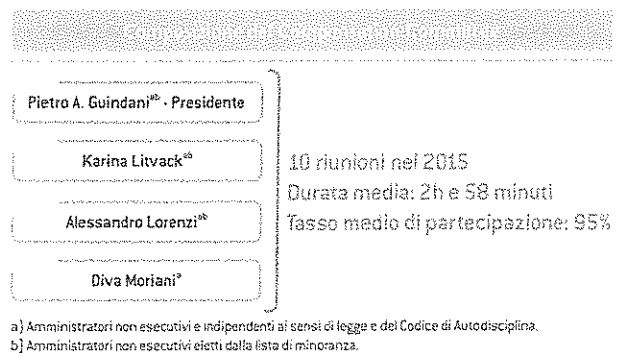 Pietro A. Guindani^ab - Presidente
Karina Litvack^ab
Alessandro Lorenzi^ab
Diva Moriani^a
10 riunioni nel 2015
Durata media: 2h e 58 minuti
Tasso medio di partecipazione: 95%
a) Amministratori non esecutivi e indipendenti ai sensi di legge e del Codice di Autodisciplina.
b) Amministratori non esecutivi eletti dalla lista di minoranza.